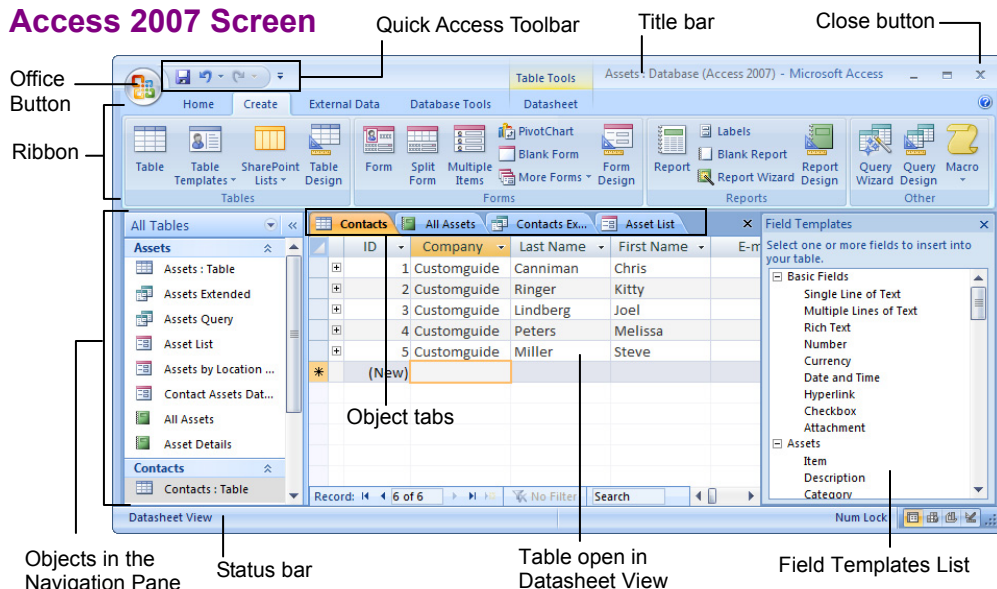 Access 2007 Screen
Quick Access Toolbar
Title bar
Close button
Office
Button
Ribbon
Table Tools
Assets : Database (Access 2007) - Microsoft Access
Home
Create
External Data
Database Tools
Datasheet
Table
Table
Templates
SharePoint
Lists
Table
Design
Tables
Form
Split
Form
Multiple
Items
PivotChart
Blank Form
More Forms
Form
Design
Forms
Report
Labels
Blank Report
Report Wizard
Report
Design
Reports
Query
Wizard
Query
Design
Macro
Other
All Tables
Assets
Assets : Table
Assets Extended
Assets Query
Asset List
Assets by Location ...
Contact Assets Dat...
All Assets
Asset Details
Contacts
Contacts : Table
Contacts
All Assets
Contacts Ex...
Asset List
ID Company Last Name First Name E-m
1 Customguide Canniman Chris
2 Customguide Ringer Kitty
3 Customguide Lindberg Joel
4 Customguide Peters Melissa
5 Customguide Miller Steve
(New)
Object tabs
Record: 6 of 6 No Filter Search
Field Templates
Select one or more fields to insert into
your table.
Basic Fields
Single Line of Text
Multiple Lines of Text
Rich Text
Number
Currency
Date and Time
Hyperlink
Checkbox
Attachment
Assets
Item
Description
Category
Datasheet View
Num Lock
Objects in the
Navigation Pane
Status bar
Table open in
Datasheet View
Field Templates List